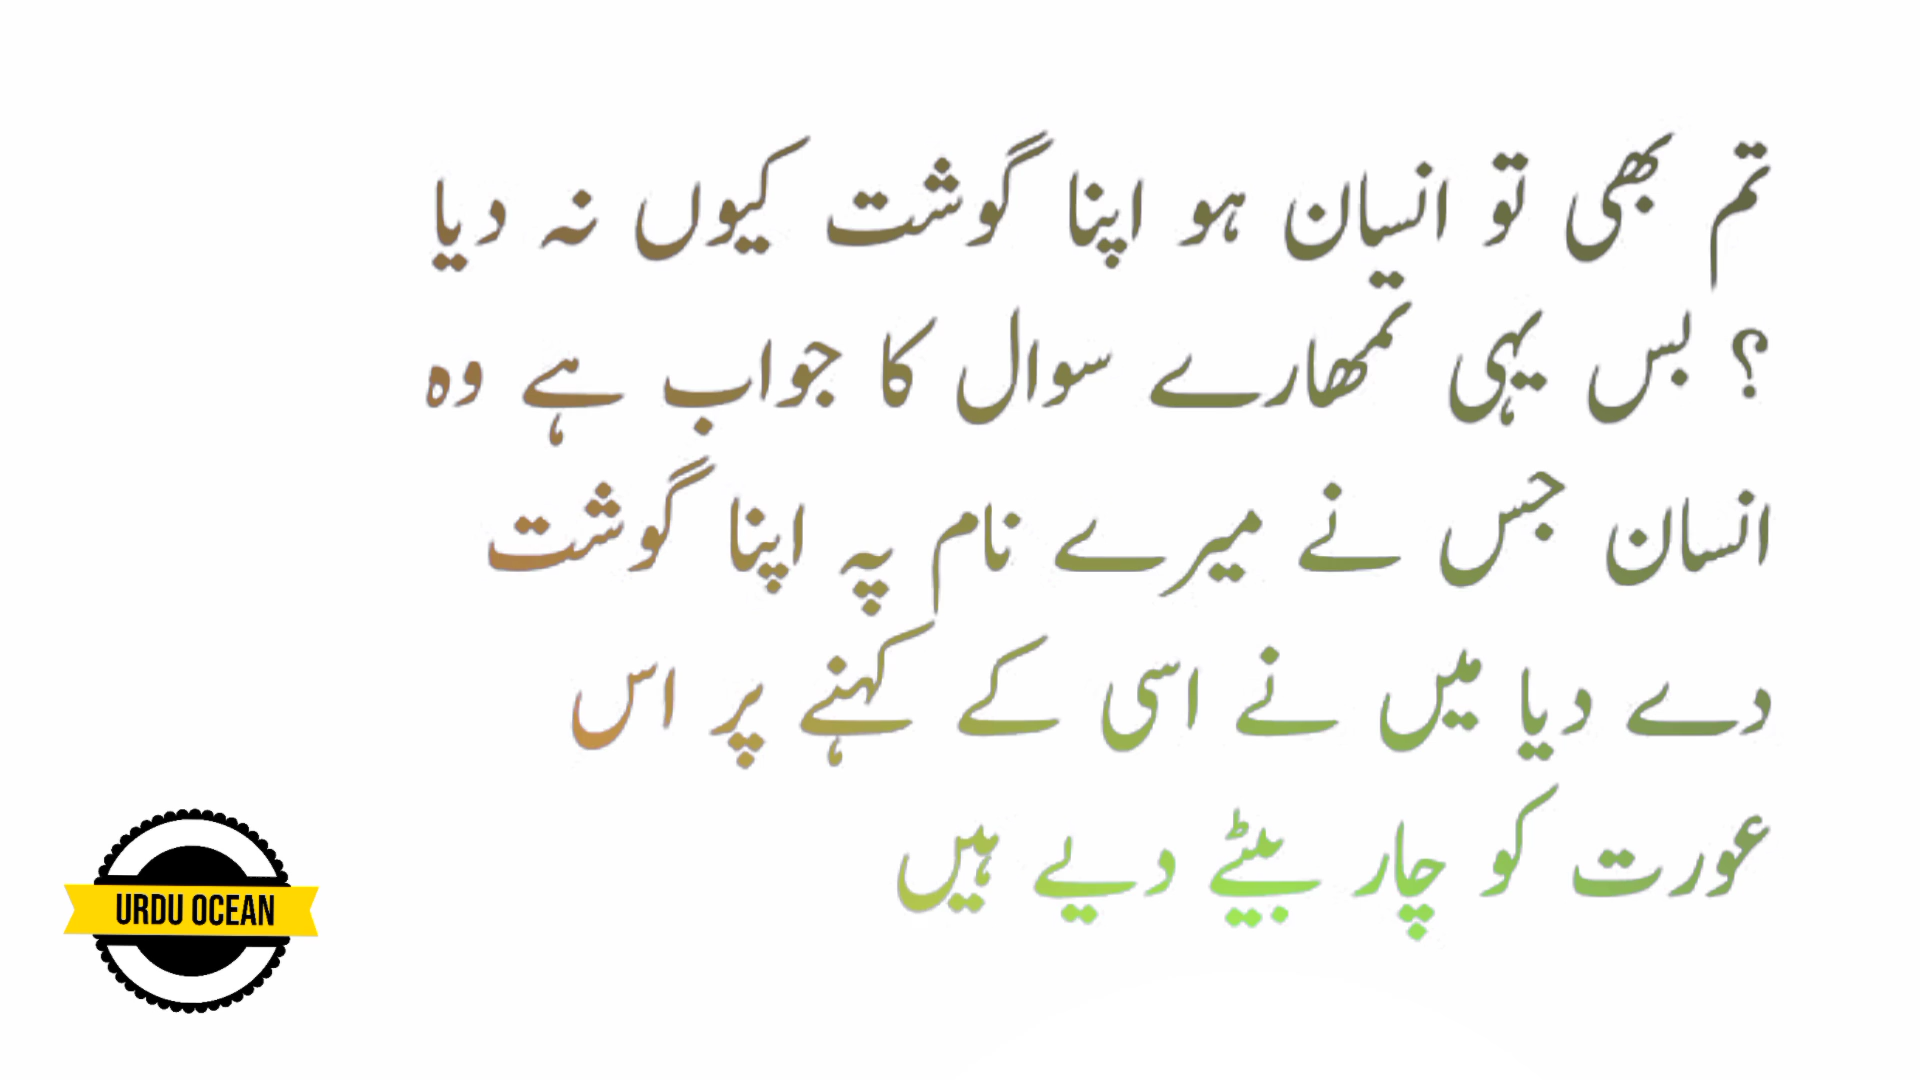 تم بھی تو انسان ہو اپنا گوشت کیوں نہ دیا
؟ بس یہی تمھارے سوال کا جواب ہے وہ
انسان جس نے میرے نام پہ اپنا گوشت
دے دیا میں نے اسی کے کہنے پر اس
عورت کو چار بیٹے دیے ہیں
URDU OCEAN